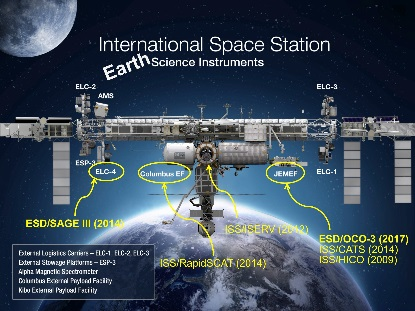 International Space Station
Earth Science Instruments
ELC-2
AMS
ELC-3
ESP-3
ELC-4
Columbus EF
JEMEF
ELC-1
ESD/SAGE III (2014)
ISS/ISERV (2012)
ISS/RapidSCAT (2014)
ESD/OCO-3 (2017)
ISS/CATS (2014)
ISS/HICO (2009)
External Logistics Carriers – ELC-1, ELC-2, ELC-3
External Stowage Platforms – ESP-3
Alpha Magnetic Spectrometer
Columbus External Payload Facility
Kibo External Payload Facility